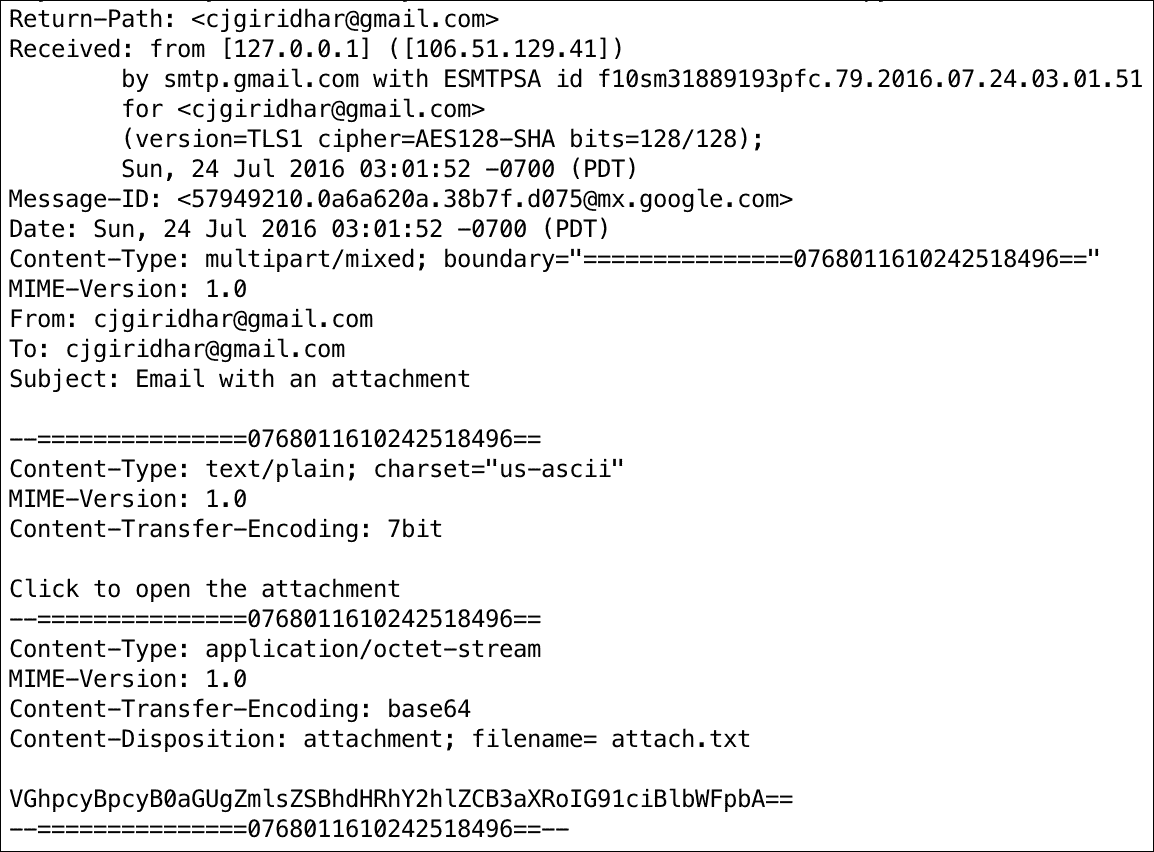 Return-Path: <cjgiridhar@gmail.com>
Received: from [127.0.0.1] ([106.51.129.41])
        by smtp.gmail.com with ESMTPSA id f10sm31889193pfc.79.2016.07.24.03.01.51
        for <cjgiridhar@gmail.com>
        (version=TLS1 cipher=AES128-SHA bits=128/128);
        Sun, 24 Jul 2016 03:01:52 -0700 (PDT)
Message-ID: <57949210.0a6a620a.38b7f.d075@mx.google.com>
Date: Sun, 24 Jul 2016 03:01:52 -0700 (PDT)
Content-Type: multipart/mixed; boundary="===============0768011610242518496=="
MIME-Version: 1.0
From: cjgiridhar@gmail.com
To: cjgiridhar@gmail.com
Subject: Email with an attachment

--===============0768011610242518496==
Content-Type: text/plain; charset="us-ascii"
MIME-Version: 1.0
Content-Transfer-Encoding: 7bit

Click to open the attachment
--===============0768011610242518496==
Content-Type: application/octet-stream
MIME-Version: 1.0
Content-Transfer-Encoding: base64
Content-Disposition: attachment; filename= attach.txt

VGhpcyBpcyB0aGUgZmlsZSBhdHRhY2hlZCB3aXRoIG91ciBlbWFpbA==
--===============0768011610242518496==--